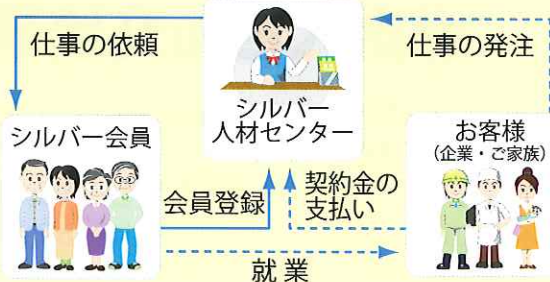 仕事の依頼
仕事の発注
シルバー
人材センター
シルバー会員
お客様
(企業・ご家族)
会員登録
契約金の
支払い
就業